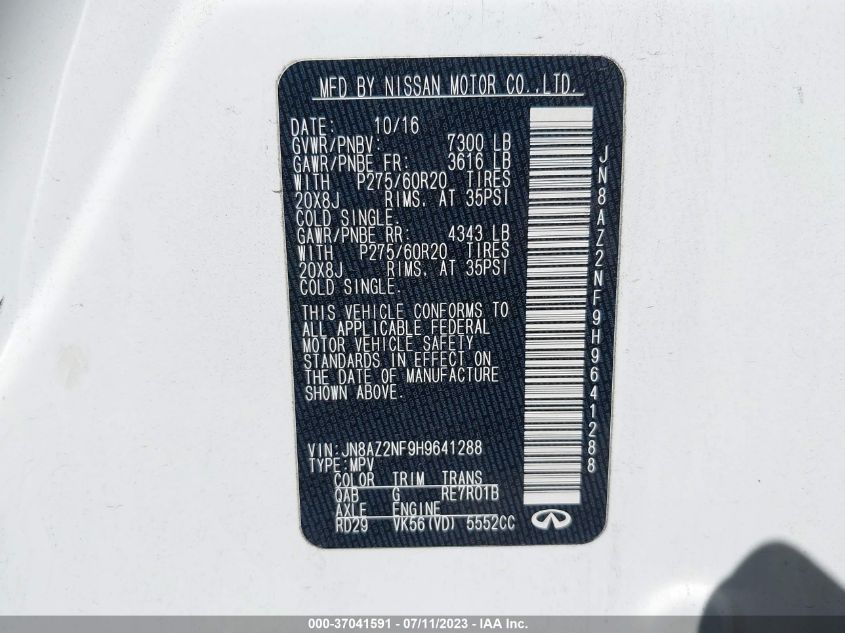 MFD BY NISSAN MOTOR CO.,LTD.
DATE: 10/16
GVWR/PNBV: 7300 LB
GAWR/PNBE FR: 3616 LB
WITH P275/60R20 TIRES
20X8J RIMS, AT 35PSI
COLD SINGLE.
GAWR/PNBE RR: 4343 LB
WITH P275/60R20 TIRES
20X8J RIMS, AT 35PSI
COLD SINGLE.
THIS VEHICLE CONFORMS TO
ALL APPLICABLE FEDERAL
MOTOR VEHICLE SAFETY
STANDARDS IN EFFECT ON
THE DATE OF MANUFACTURE
SHOWN ABOVE.
VIN:JN8AZ2NF9H9641288
TYPE:MPV
COLOR TRIM TRANS
QAB G RE7R01B
AXLE ENGINE
RD29 VK56(VD) 5552CC
JN8AZ2NF9H9641288
000-37041591 - 07/11/2023 - IAA Inc.